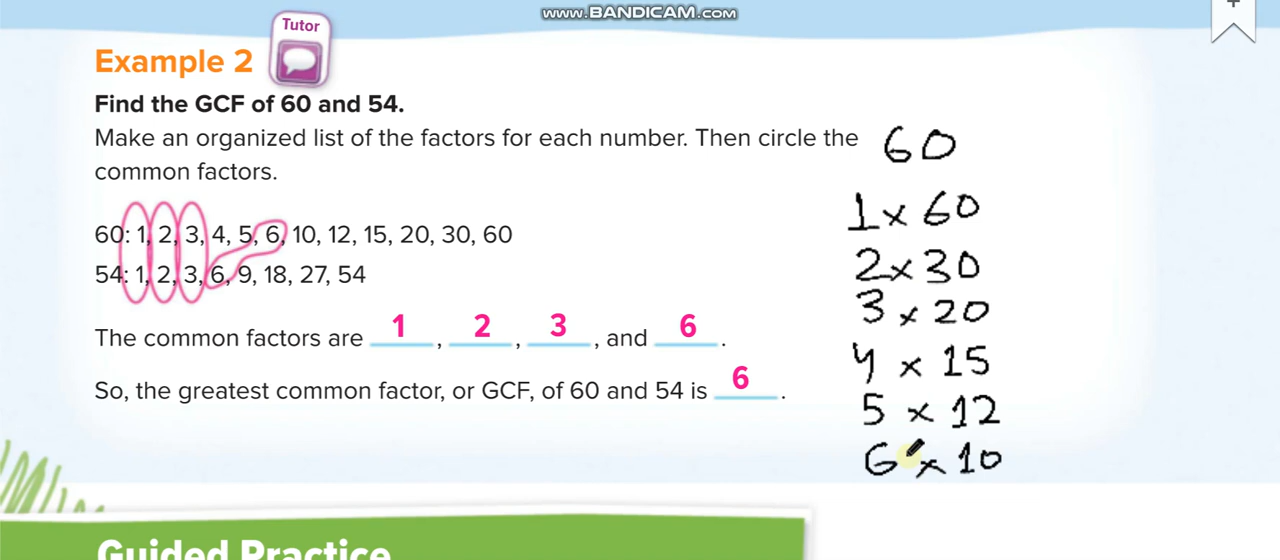 www.BANDICAM.com
Tutor
Example 2
Find the GCF of 60 and 54.
Make an organized list of the factors for each number. Then circle the
common factors.
60: 1, 2, 3, 4, 5, 6, 10, 12, 15, 20, 30, 60
54: 1, 2, 3, 6, 9, 18, 27, 54
The common factors are 1, 2, 3, and 6.
So, the greatest common factor, or GCF, of 60 and 54 is 6.
60
1 x 60
2 x 30
3 x 20
4 x 15
5 x 12
6 x 10
Guided Practice